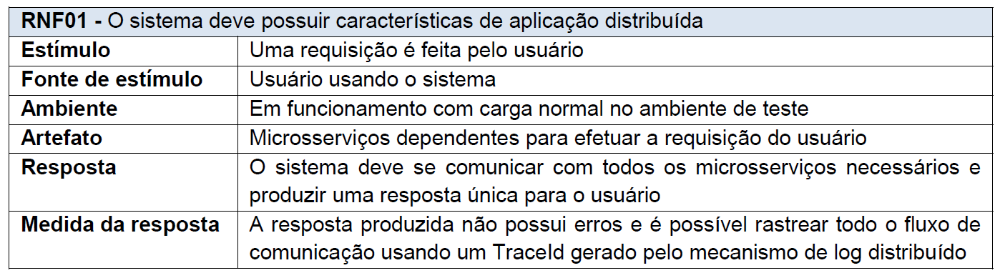 RNF01 - O sistema deve possuir características de aplicação distribuída
Estímulo Uma requisição é feita pelo usuário
Fonte de estímulo Usuário usando o sistema
Ambiente Em funcionamento com carga normal no ambiente de teste
Artefato Microsserviços dependentes para efetuar a requisição do usuário
Resposta O sistema deve se comunicar com todos os microsserviços necessários e
produzir uma resposta única para o usuário
Medida da resposta A resposta produzida não possui erros e é possível rastrear todo o fluxo de
comunicação usando um TraceId gerado pelo mecanismo de log distribuído